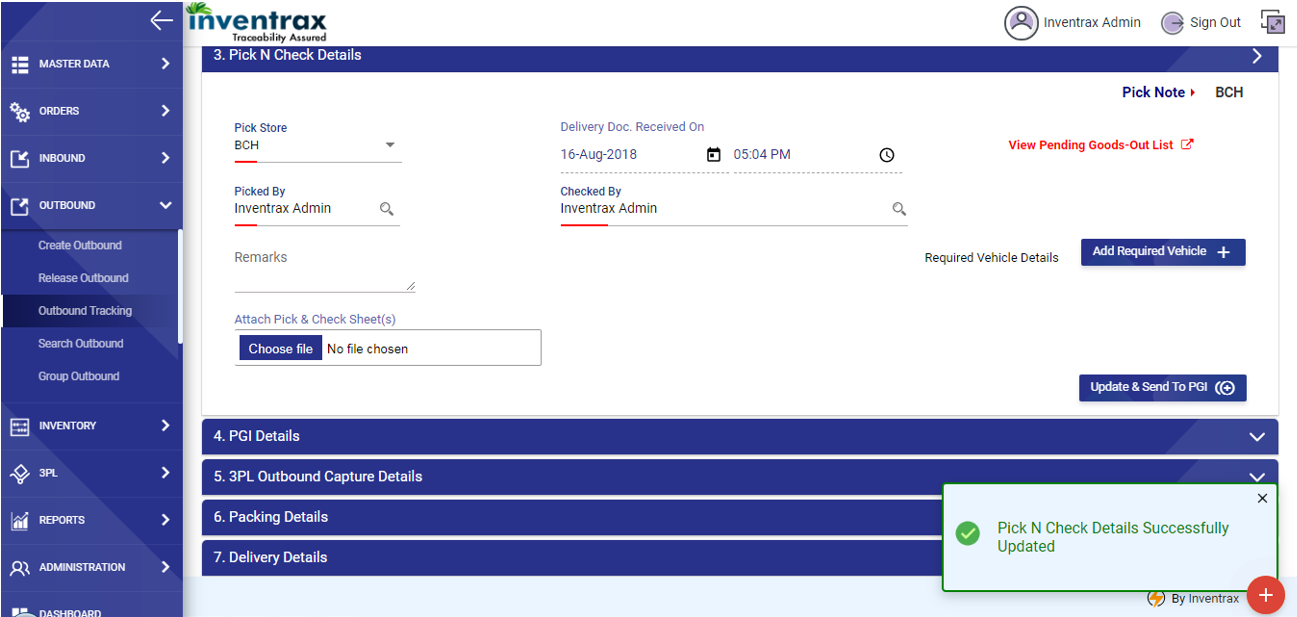 inventrax
Traceability Assured
Inventrax Admin
Sign Out
MASTER DATA
ORDERS
INBOUND
OUTBOUND
Create Outbound
Release Outbound
Outbound Tracking
Search Outbound
Group Outbound
INVENTORY
3PL
REPORTS
ADMINISTRATION
DASHBOARD
3. Pick N Check Details
Pick Note BCH
Pick Store
BCH
Delivery Doc. Received On
16-Aug-2018 05:04 PM
View Pending Goods-Out List
Picked By
Inventrax Admin
Checked By
Inventrax Admin
Remarks
Required Vehicle Details
Add Required Vehicle +
Attach Pick & Check Sheet(s)
Choose file No file chosen
Update & Send To PGI
4. PGI Details
5. 3PL Outbound Capture Details
6. Packing Details
7. Delivery Details
Pick N Check Details Successfully
Updated
By Inventrax